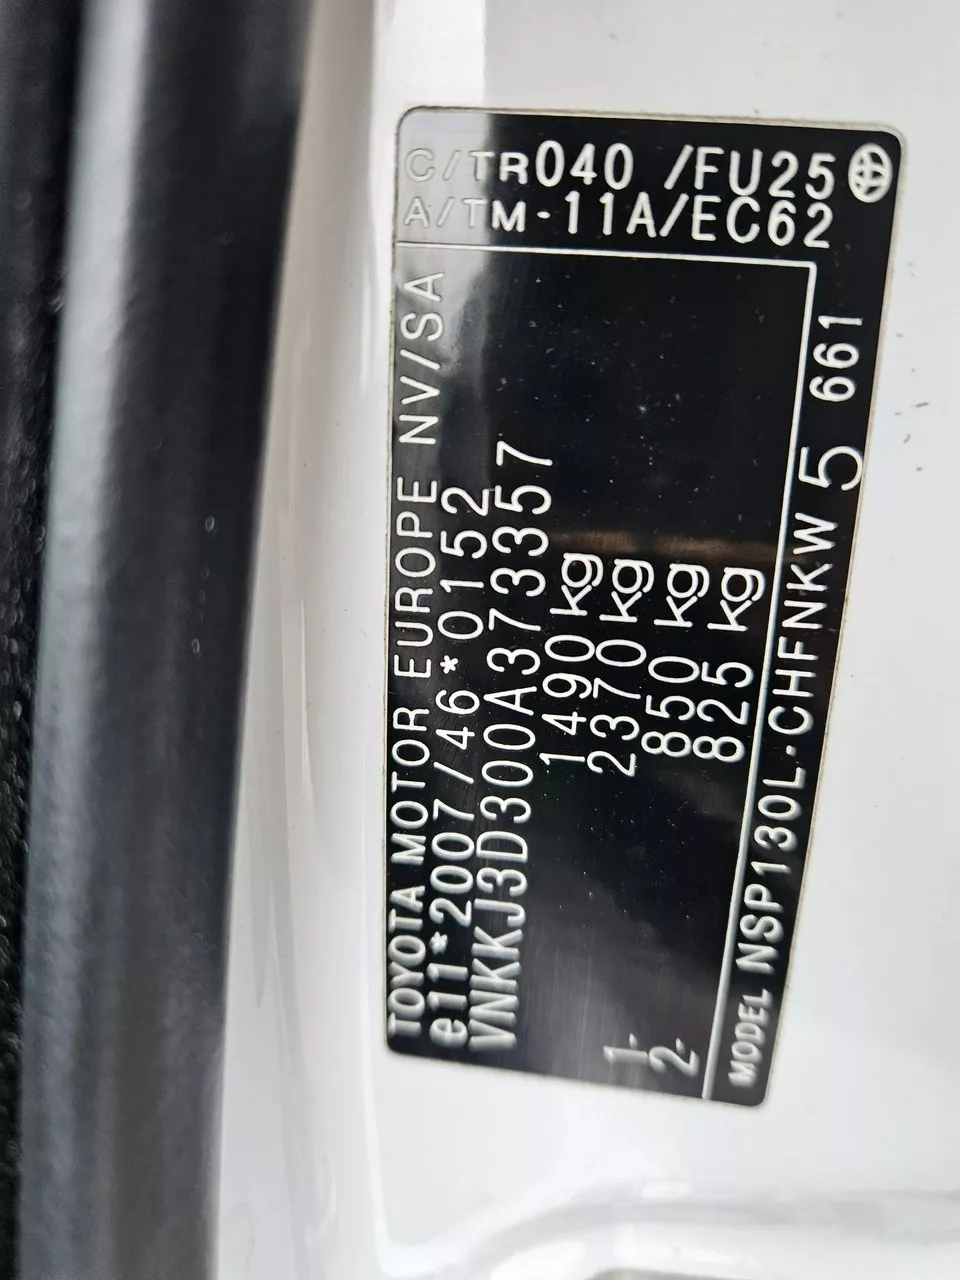 TOYOTA MOTOR EUROPE NV/SA
e11*2007/46*0152
VNKKJ3D300A373357
1490 kg
2370 kg
1- 850 kg
2- 825 kg
MODEL NSP130L-CHFNKW 5 661
C/TR040 /FU25
A/TM-11A/EC62